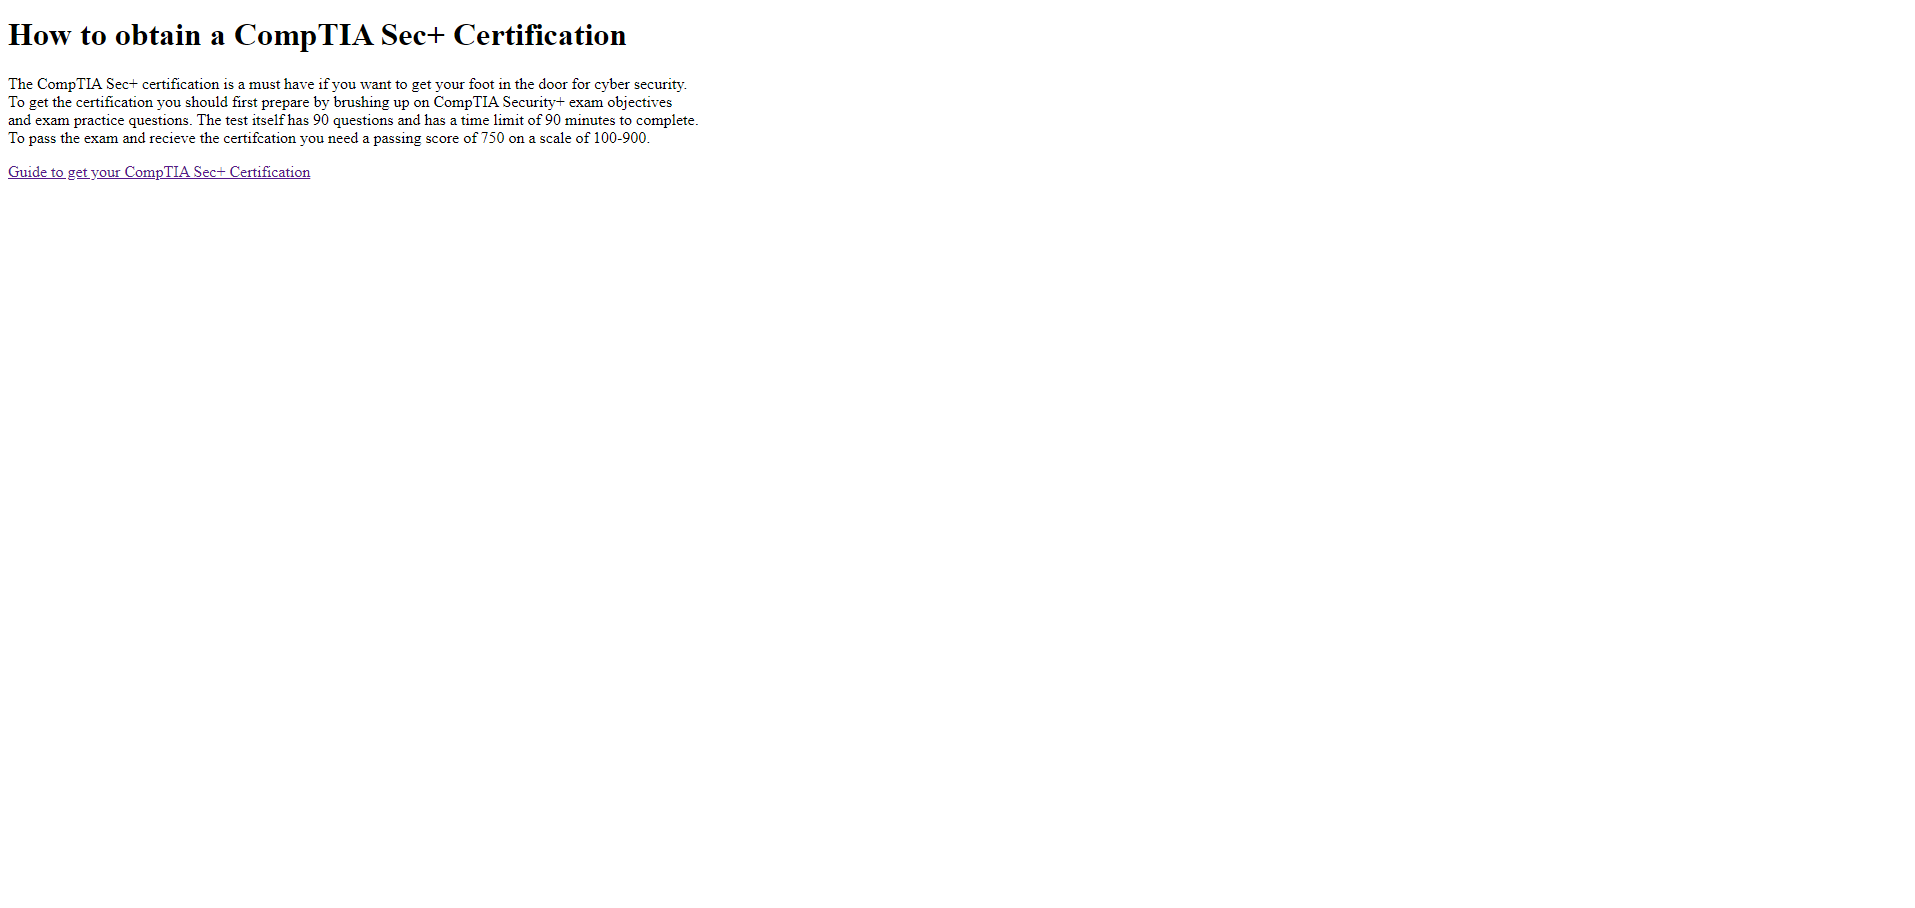 How to obtain a CompTIA Sec+ Certification
The CompTIA Sec+ certification is a must have if you want to get your foot in the door for cyber security.
To get the certification you should first prepare by brushing up on CompTIA Security+ exam objectives
and exam practice questions. The test itself has 90 questions and has a time limit of 90 minutes to complete.
To pass the exam and recieve the certifcation you need a passing score of 750 on a scale of 100-900.
Guide to get your CompTIA Sec+ Certification